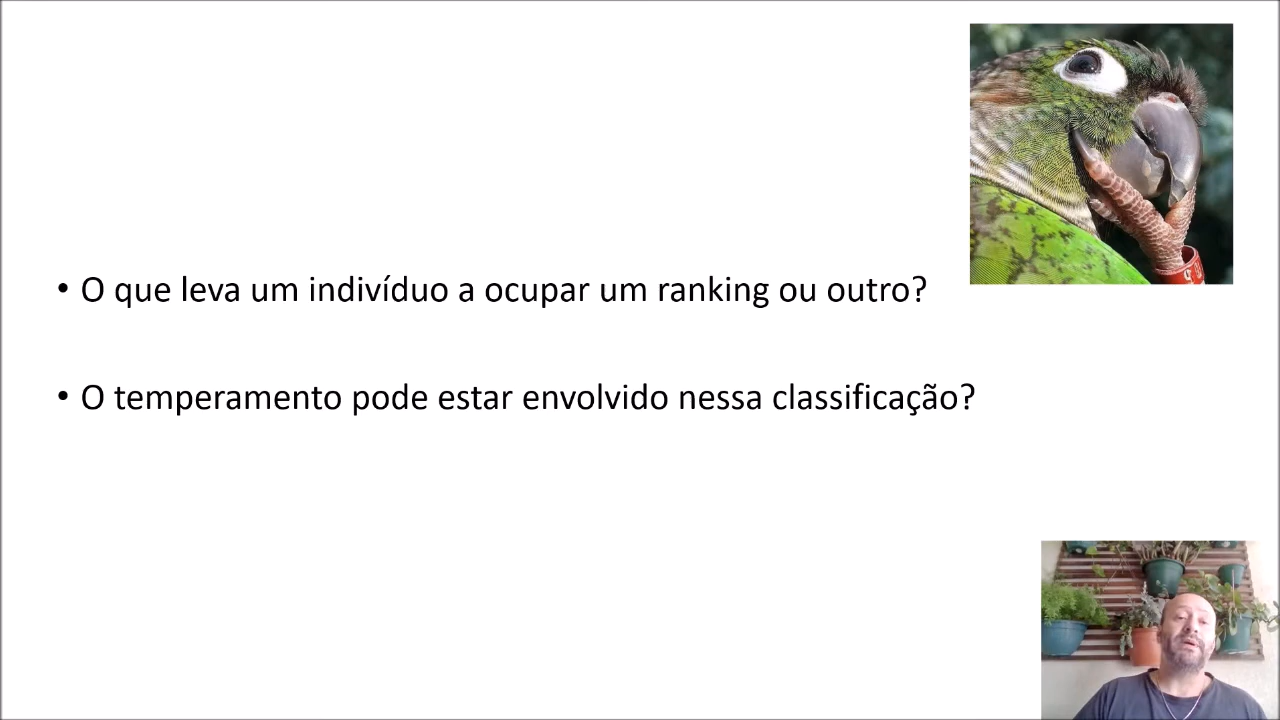 • O que leva um indivíduo a ocupar um ranking ou outro?
• O temperamento pode estar envolvido nessa classificação?